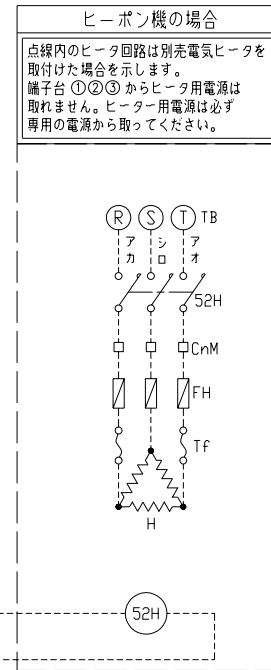 ヒーポン機の場合
点線内のヒータ回路は別売電気ヒータを
取付けた場合を示します。
端子台 ①②③ からヒータ用電源は
取れません。ヒーター用電源は必ず
専用の電源から取ってください。
R S T TB
アカ シロ アオ
52H
CnM
FH
Tf
H
52H